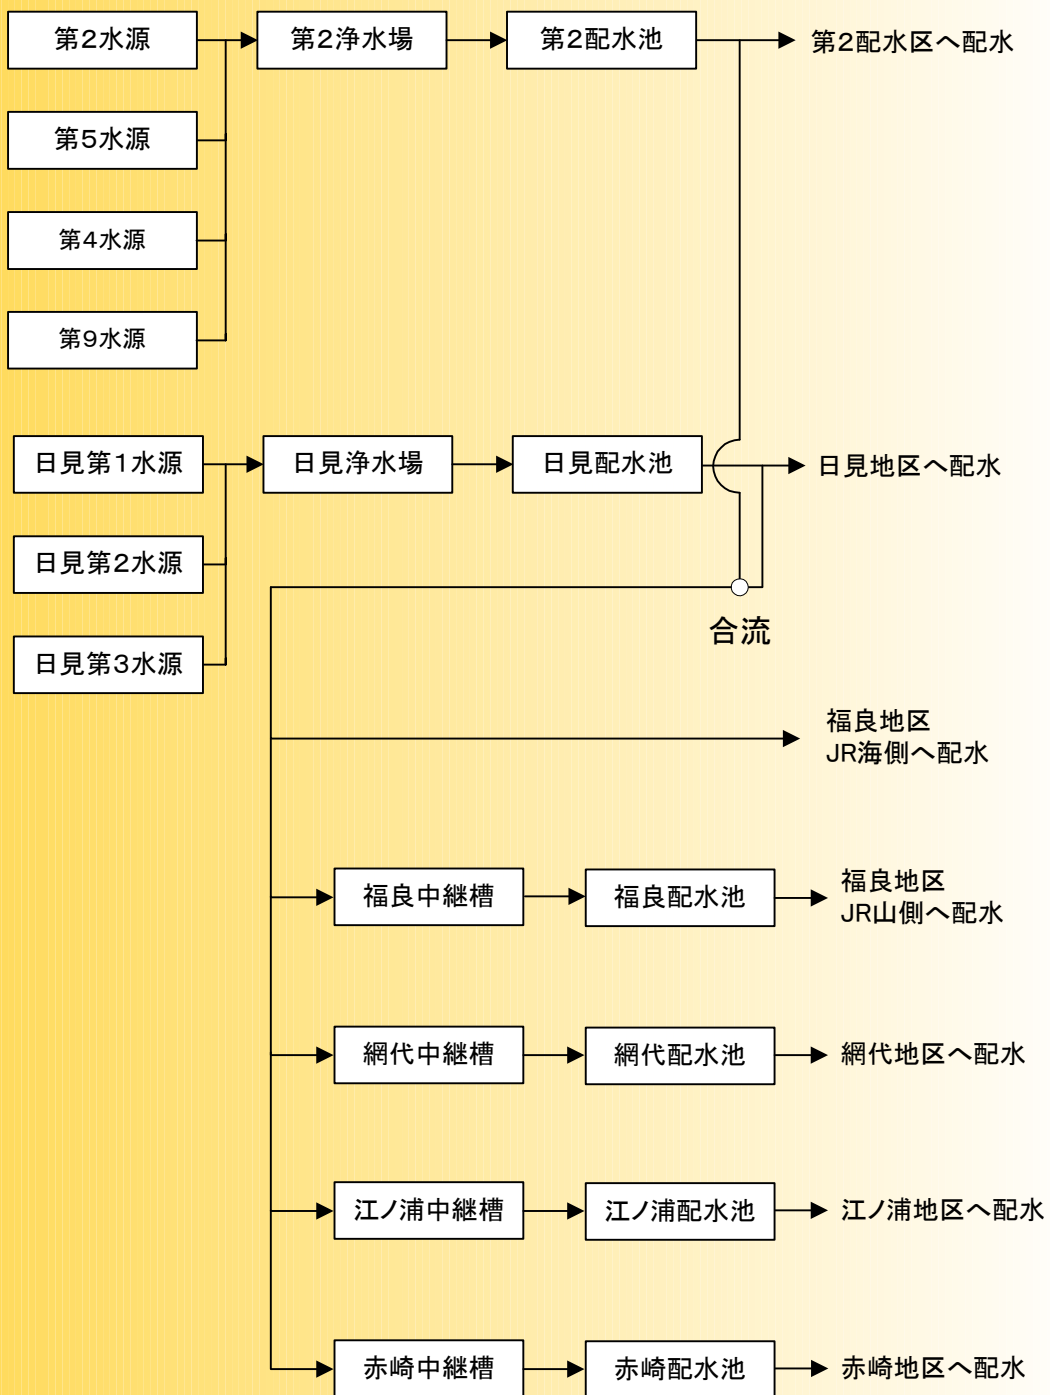 第2水源
第2浄水場
第2配水池
第2配水区へ配水
第5水源
第4水源
第9水源
日見第1水源
日見浄水場
日見配水池
日見地区へ配水
日見第2水源
日見第3水源
合流
福良地区
JR海側へ配水
福良中継槽
福良配水池
福良地区
JR山側へ配水
網代中継槽
網代配水池
網代地区へ配水
江ノ浦中継槽
江ノ浦配水池
江ノ浦地区へ配水
赤崎中継槽
赤崎配水池
赤崎地区へ配水